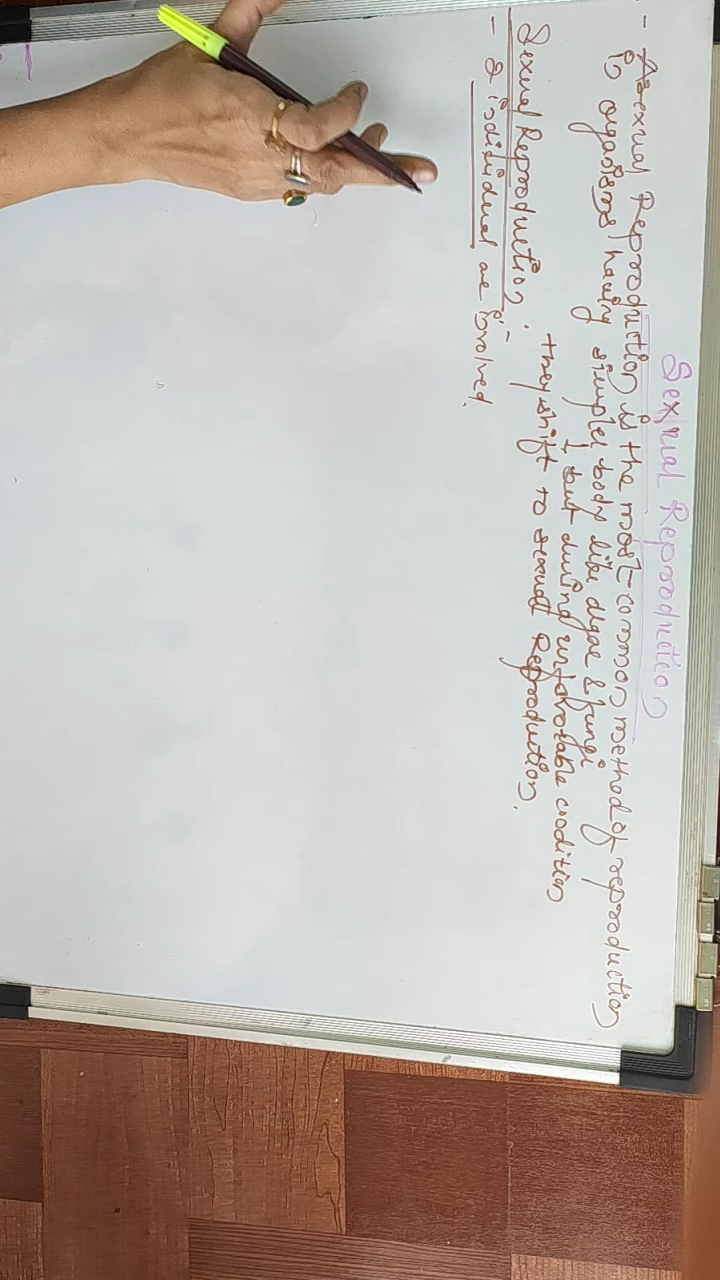 Sexual Reproduction
- Asexual Reproduction is the most common method of reproduction
in organisms having simpler body like algae & fungi
↓ but during unfavorable condition
they shift to sexual Reproduction.
Sexual Reproduction :-
- 2 individual are involved.